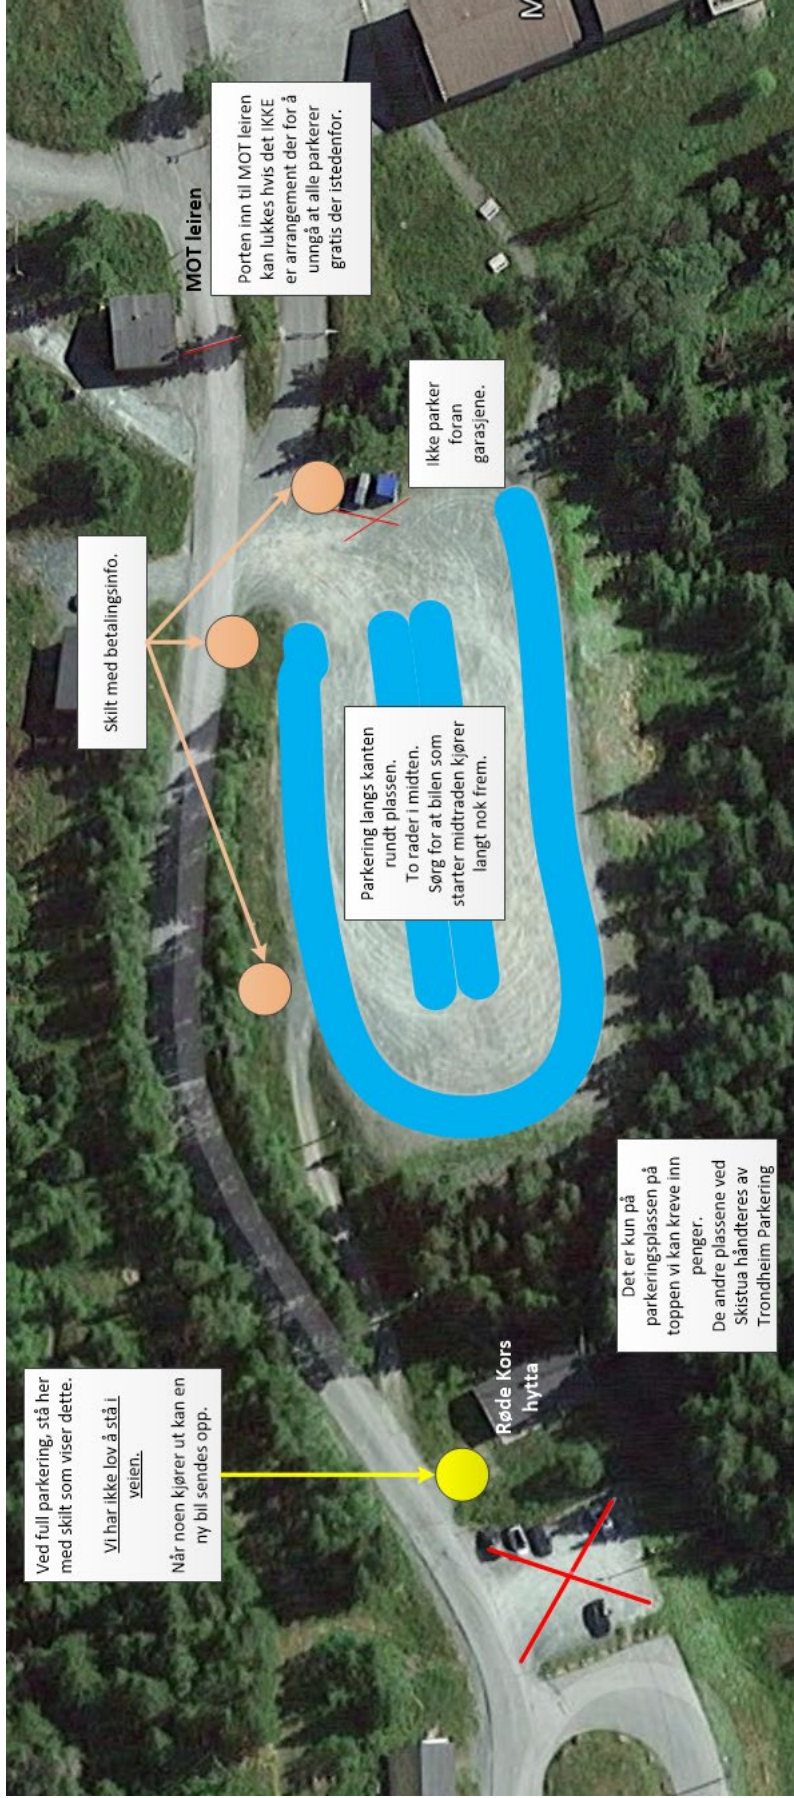 Ved full parkering, stå her
med skilt som viser dette.
Vi har ikke lov å stå i
veien.
Når noen kjører ut kan en
ny bil sendes opp.
Skilt med betalingsinfo.
MOT leiren
Porten inn til MOT leiren
kan lukkes hvis det IKKE
er arrangement der for å
unngå at alle parkerer
gratis der istedenfor.
Parkering langs kanten
rundt plassen.
To rader i midten.
Sørg for at bilen som
starter midtraden kjører
langt nok frem.
Ikke parker
foran
garasjene.
Røde Kors
hytta
Det er kun på
parkeringsplassen på
toppen vi kan kreve inn
penger.
De andre plassene ved
Skistua håndteres av
Trondheim Parkering
M